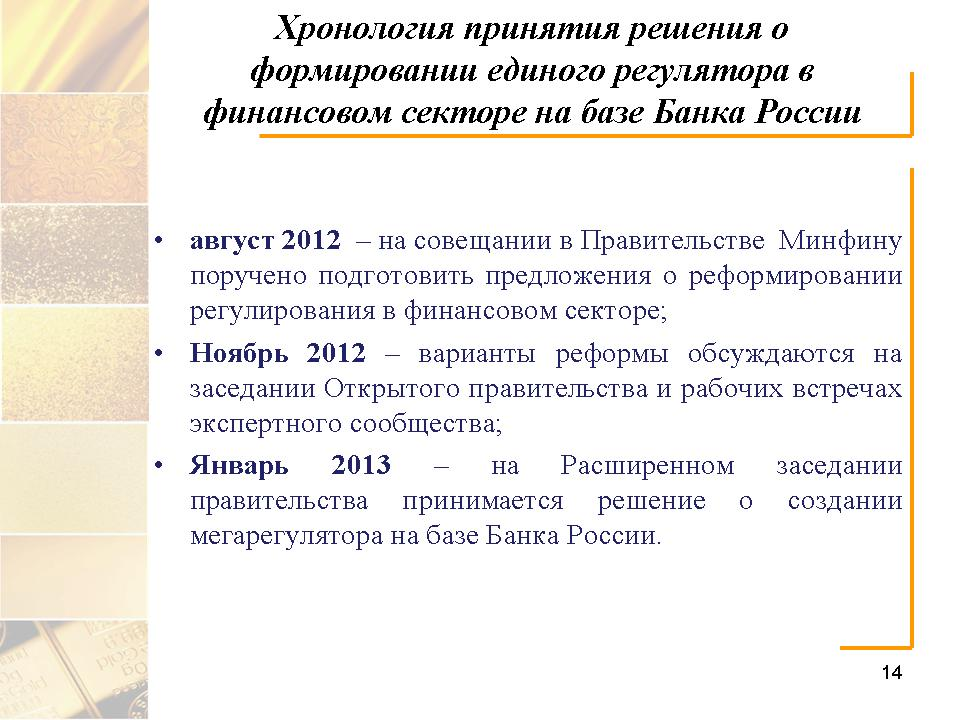 Хронология принятия решения о
формировании единого регулятора в
финансовом секторе на базе Банка России
• август 2012 – на совещании в Правительстве Минфину
поручено подготовить предложения о реформировании
регулирования в финансовом секторе;
• Ноябрь 2012 – варианты реформы обсуждаются на
заседании Открытого правительства и рабочих встречах
экспертного сообщества;
• Январь 2013 – на Расширенном заседании
правительства принимается решение о создании
мегарегулятора на базе Банка России.
14